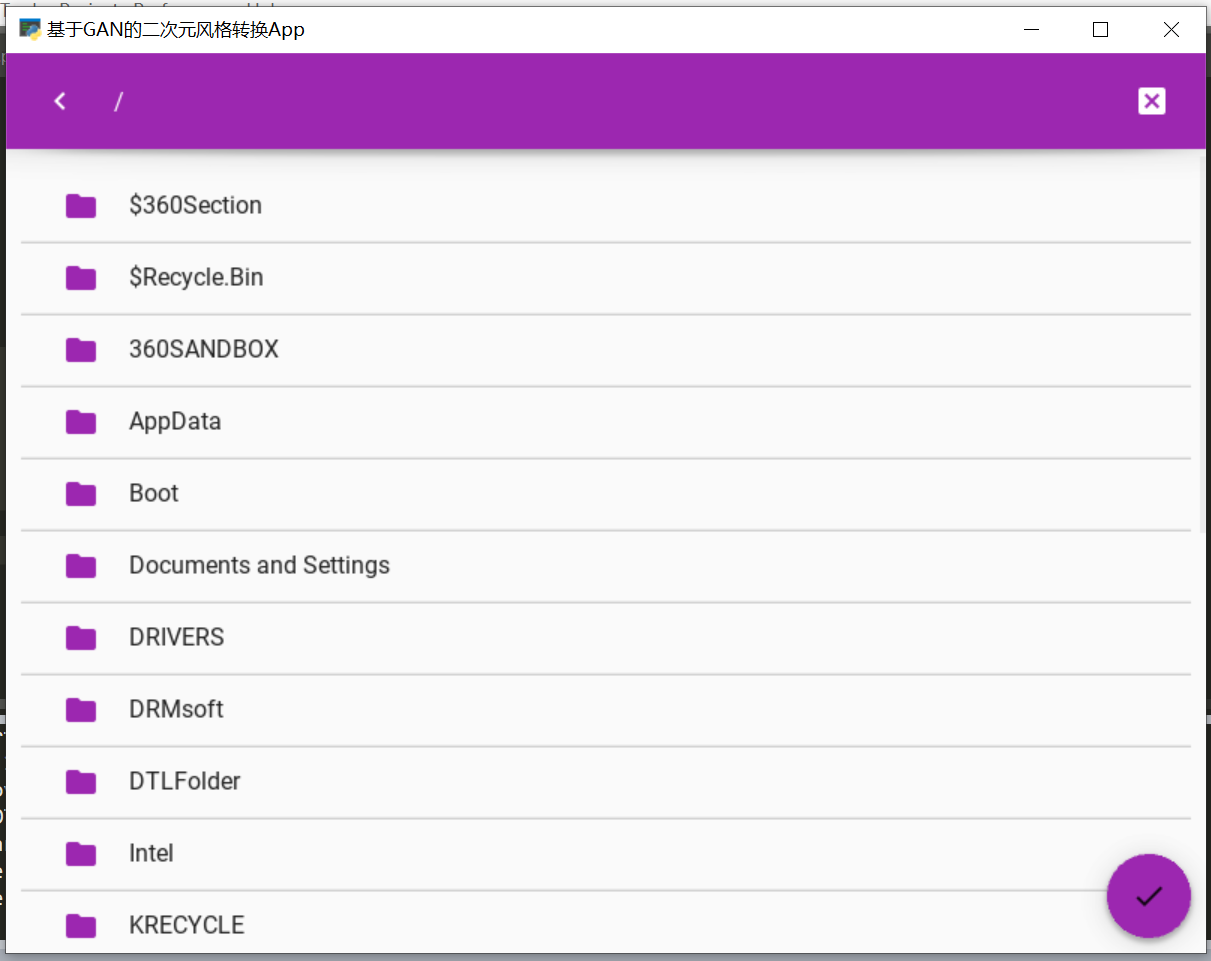 基于GAN的二次元风格转换App
/
$360Section
$Recycle.Bin
360SANDBOX
AppData
Boot
Documents and Settings
DRIVERS
DRMsoft
DTLFolder
Intel
KRECYCLE